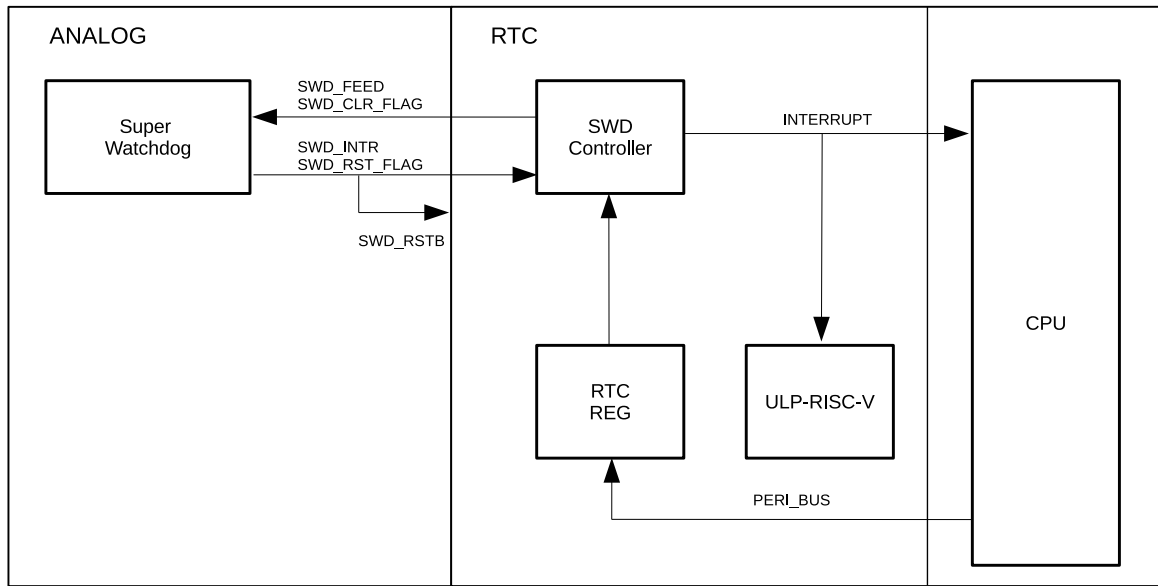 ANALOG
RTC
SWD_FEED
SWD_CLR_FLAG
Super
Watchdog
SWD_INTR
SWD_RST_FLAG
SWD_RSTB
SWD
Controller
INTERRUPT
CPU
RTC
REG
ULP-RISC-V
PERI_BUS